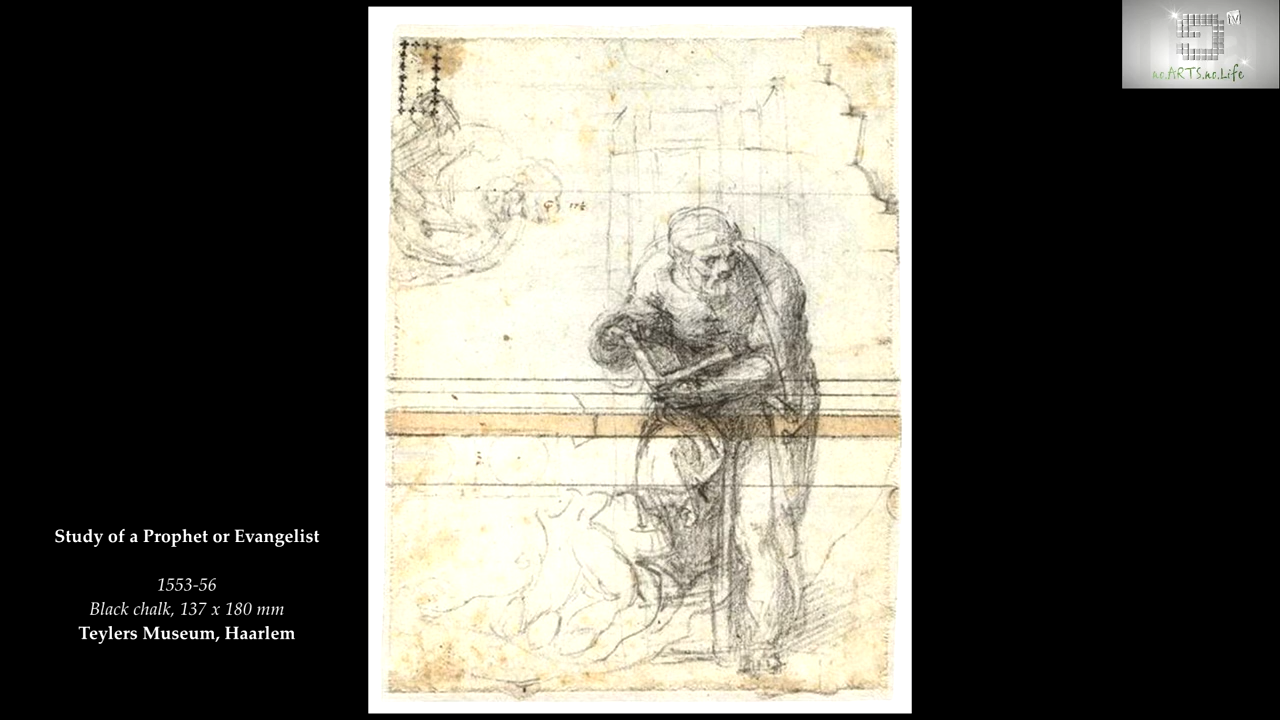 no.ARTS.no.Life
Study of a Prophet or Evangelist
1553-56
Black chalk, 137 x 180 mm
Teylers Museum, Haarlem